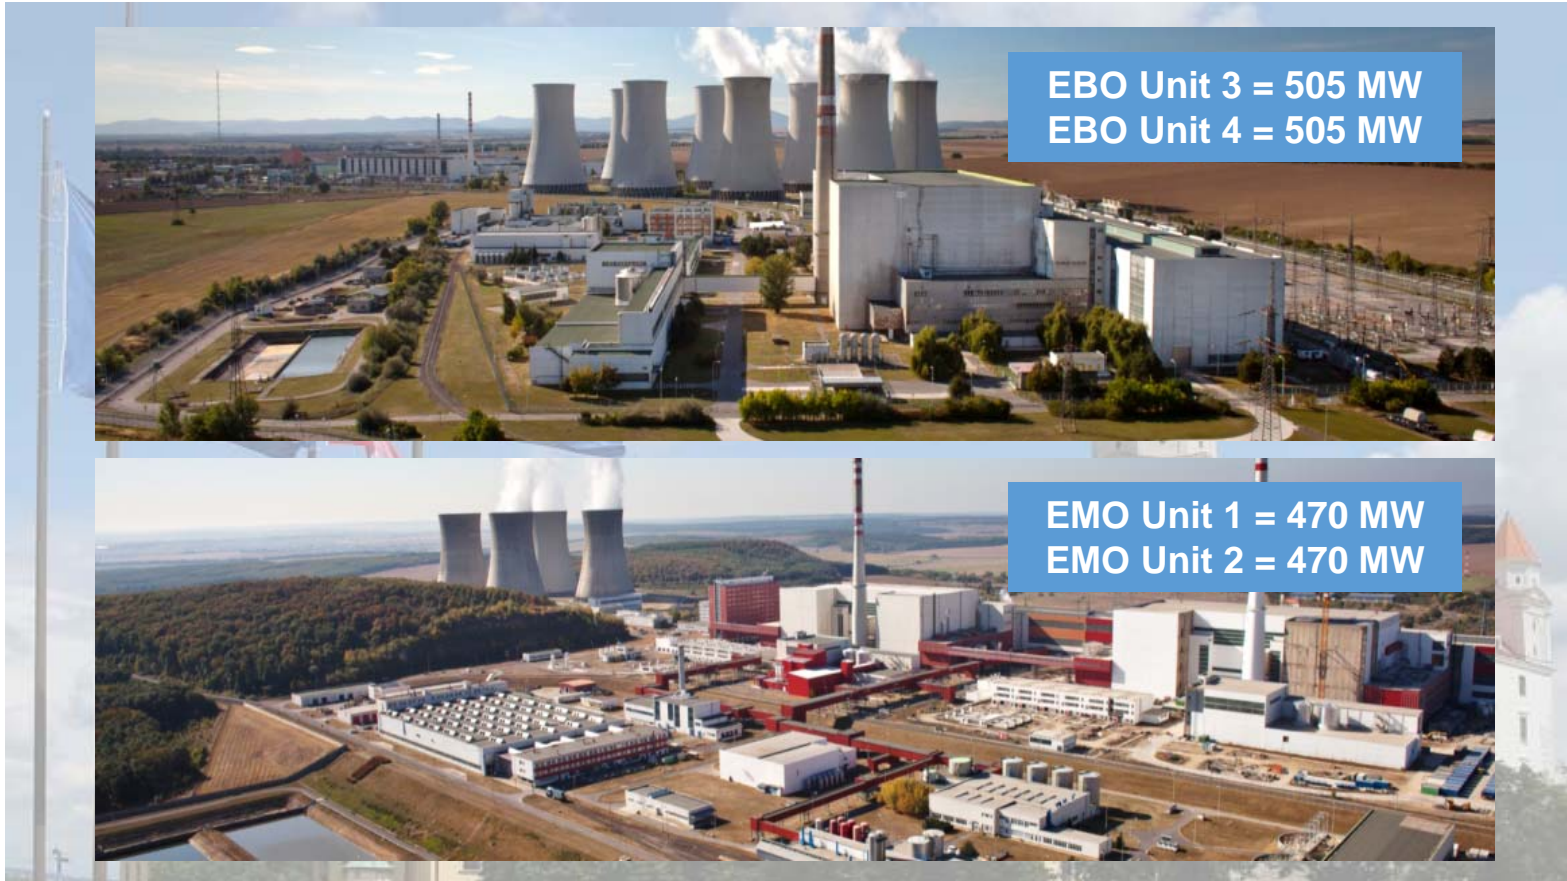 EBO Unit 3 = 505 MW
EBO Unit 4 = 505 MW
EMO Unit 1 = 470 MW
EMO Unit 2 = 470 MW